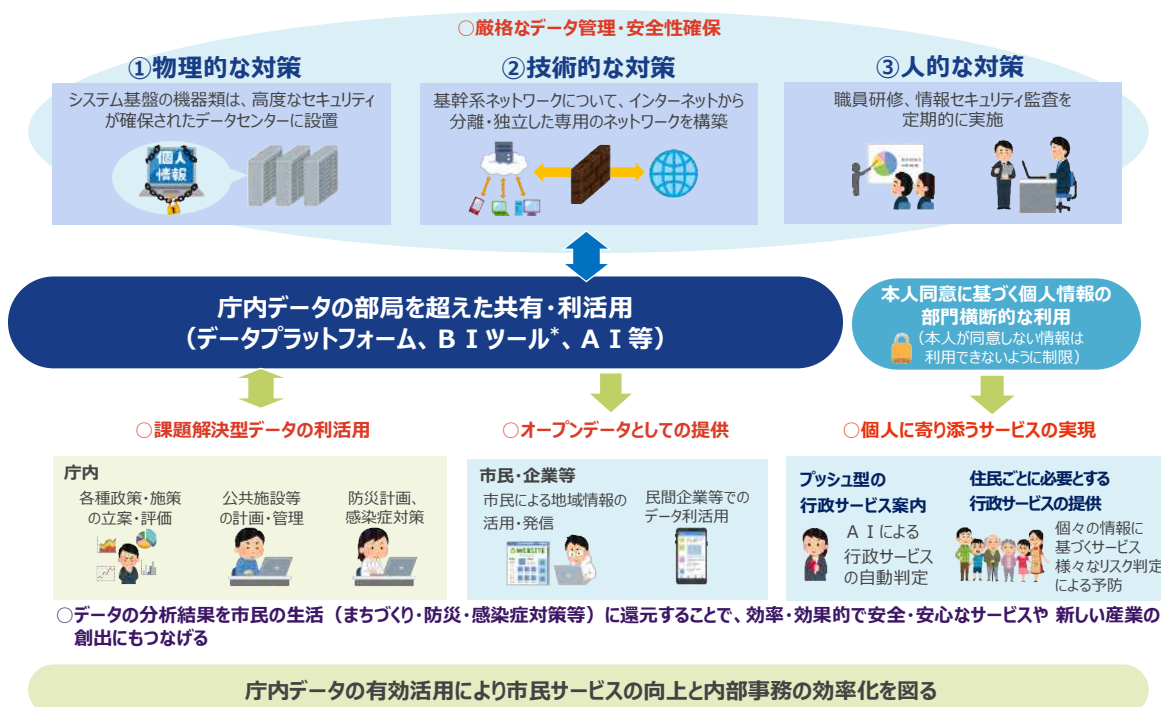 ○厳格なデータ管理・安全性確保
①物理的な対策
システム基盤の機器類は、高度なセキュリティ
が確保されたデータセンターに設置
個人
情報
②技術的な対策
基幹系ネットワークについて、インターネットから
分離・独立した専用のネットワークを構築
③人的な対策
職員研修、情報セキュリティ監査を
定期的に実施
庁内データの部局を超えた共有・利活用
（データプラットフォーム、ＢＩツール*、ＡＩ等）
本人同意に基づく個人情報の
部門横断的な利用
（本人が同意しない情報は
利用できないように制限）
○課題解決型データの利活用
庁内
各種政策・施策
の立案・評価
公共施設等
の計画・管理
防災計画、
感染症対策
○オープンデータとしての提供
市民・企業等
市民による地域情報の
活用・発信
WEBSITE
民間企業等での
データ利活用
○個人に寄り添うサービスの実現
プッシュ型の
行政サービス案内
ＡＩによる
行政サービス
の自動判定
住民ごとに必要とする
行政サービスの提供
個々の情報に
基づくサービス
様々なリスク判定
による予防
○データの分析結果を市民の生活（まちづくり・防災・感染症対策等）に還元することで、効率・効果的で安全・安心なサービスや 新しい産業の
創出にもつなげる
庁内データの有効活用により市民サービスの向上と内部事務の効率化を図る